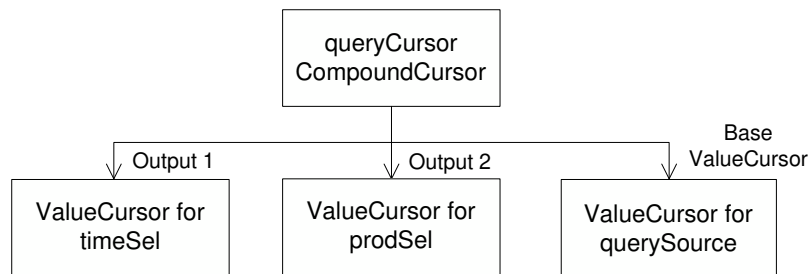 queryCursor
CompoundCursor
Output 1
Output 2
Base
ValueCursor
ValueCursor for
timeSel
ValueCursor for
prodSel
ValueCursor for
querySource